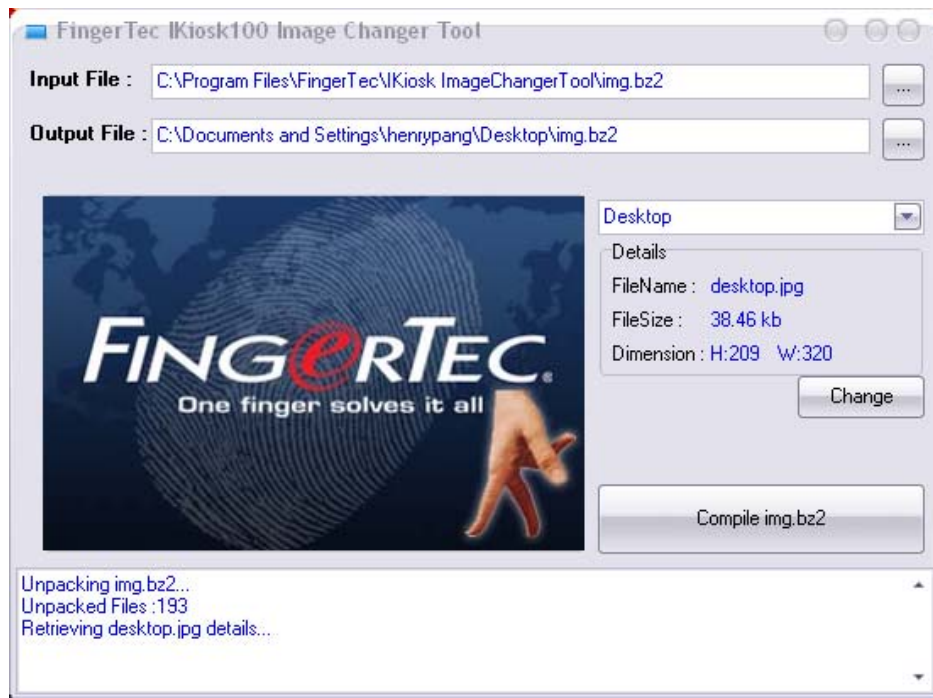 FingerTec IKiosk100 Image Changer Tool
Input File : C:\Program Files\FingerTec\IKiosk ImageChangerTool\img.bz2 ...
Output File : C:\Documents and Settings\henrypang\Desktop\img.bz2 ...
FINGERTEC®
One finger solves it all
Desktop
Details
FileName : desktop.jpg
FileSize : 38.46 kb
Dimension : H:209 W:320
Change
Compile img.bz2
Unpacking img.bz2...
Unpacked Files :193
Retrieving desktop.jpg details...